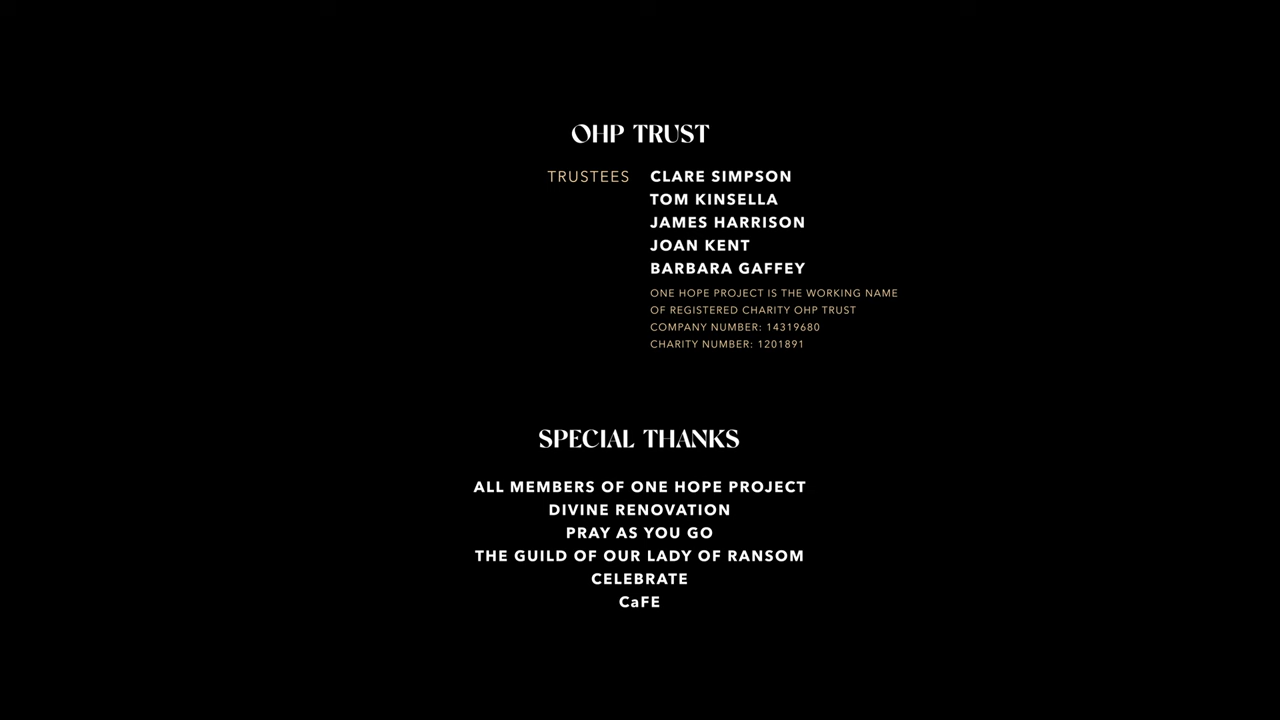 OHP TRUST
TRUSTEES CLARE SIMPSON
TOM KINSELLA
JAMES HARRISON
JOAN KENT
BARBARA GAFFEY
ONE HOPE PROJECT IS THE WORKING NAME
OF REGISTERED CHARITY OHP TRUST
COMPANY NUMBER: 14319680
CHARITY NUMBER: 1201891
SPECIAL THANKS
ALL MEMBERS OF ONE HOPE PROJECT
DIVINE RENOVATION
PRAY AS YOU GO
THE GUILD OF OUR LADY OF RANSOM
CELEBRATE
CaFE